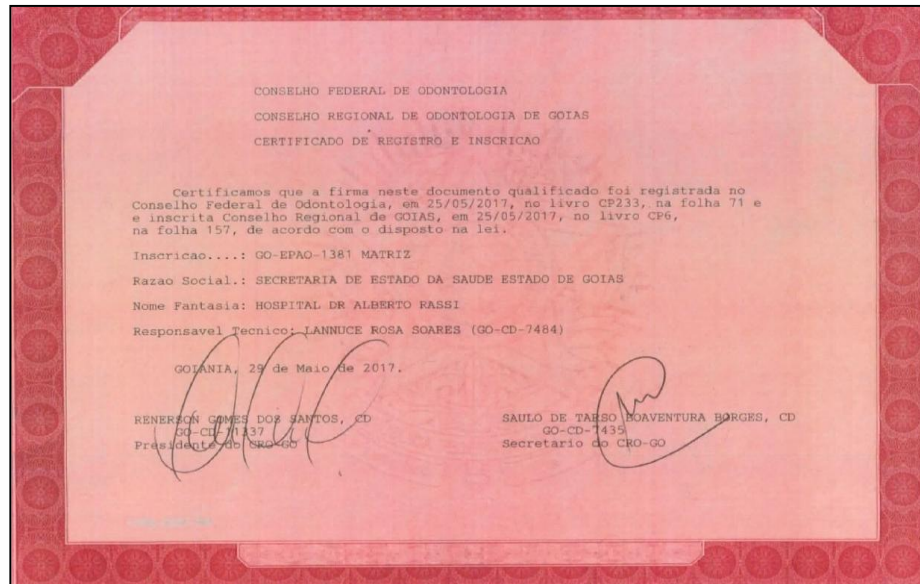 CONSELHO FEDERAL DE ODONTOLOGIA
CONSELHO REGIONAL DE ODONTOLOGIA DE GOIAS
CERTIFICADO DE REGISTRO E INSCRICAO
Certificamos que a firma neste documento qualificado foi registrada no
Conselho Federal de Odontologia, em 25/05/2017, no livro CP233, na folha 71 e
e inscrita Conselho Regional de GOIAS, em 25/05/2017, no livro CP6,
na folha 157, de acordo com o disposto na lei.
Inscricao....: GO-EPAO-1381 MATRIZ
Razao Social.: SECRETARIA DE ESTADO DA SAUDE ESTADO DE GOIAS
Nome Fantasia: HOSPITAL DR ALBERTO RASSI
Responsavel Tecnico: LANNUCE ROSA SOARES (GO-CD-7484)
GOIANIA, 29 de Maio de 2017.
RENERSON GOMES DOS SANTOS, CD
GO-CD-11337
Presidente do CRO-GO
SAULO DE TARSO BOAVENTURA BORGES, CD
GO-CD-7435
Secretario do CRO-GO